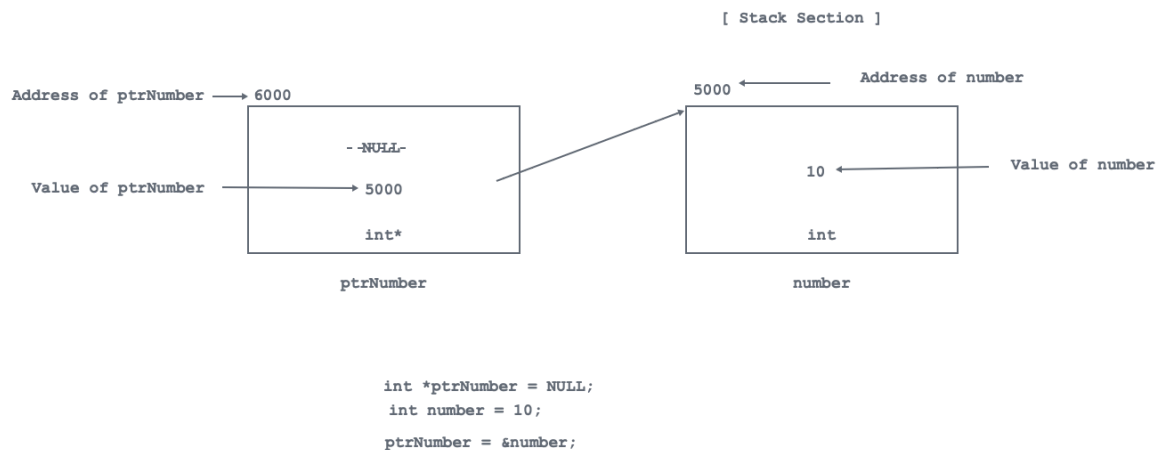 [ Stack Section ]
Address of ptrNumber
6000
5000
Address of number
NULL
Value of ptrNumber
5000
10
Value of number
int*
int
ptrNumber
number
int *ptrNumber = NULL;
int number = 10;
ptrNumber = &number;